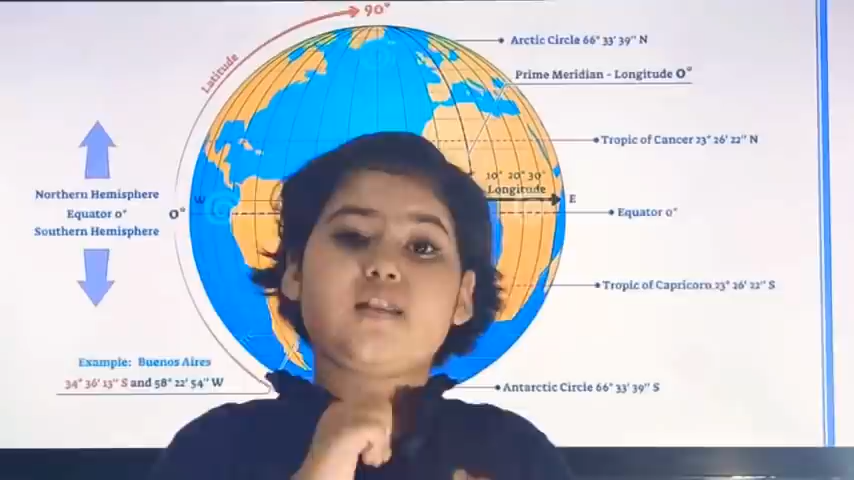 90°
Latitude
Arctic Circle 66° 33' 39" N
Prime Meridian - Longitude 0°
Tropic of Cancer 23° 26' 22" N
10° 20° 30°
Longitude
Northern Hemisphere
Equator 0°
Southern Hemisphere
0°
W
E
Equator 0°
Tropic of Capricorn 23° 26' 22" S
Example: Buenos Aires
34° 36' 13" S and 58° 22' 54" W
Antarctic Circle 66° 33' 39" S